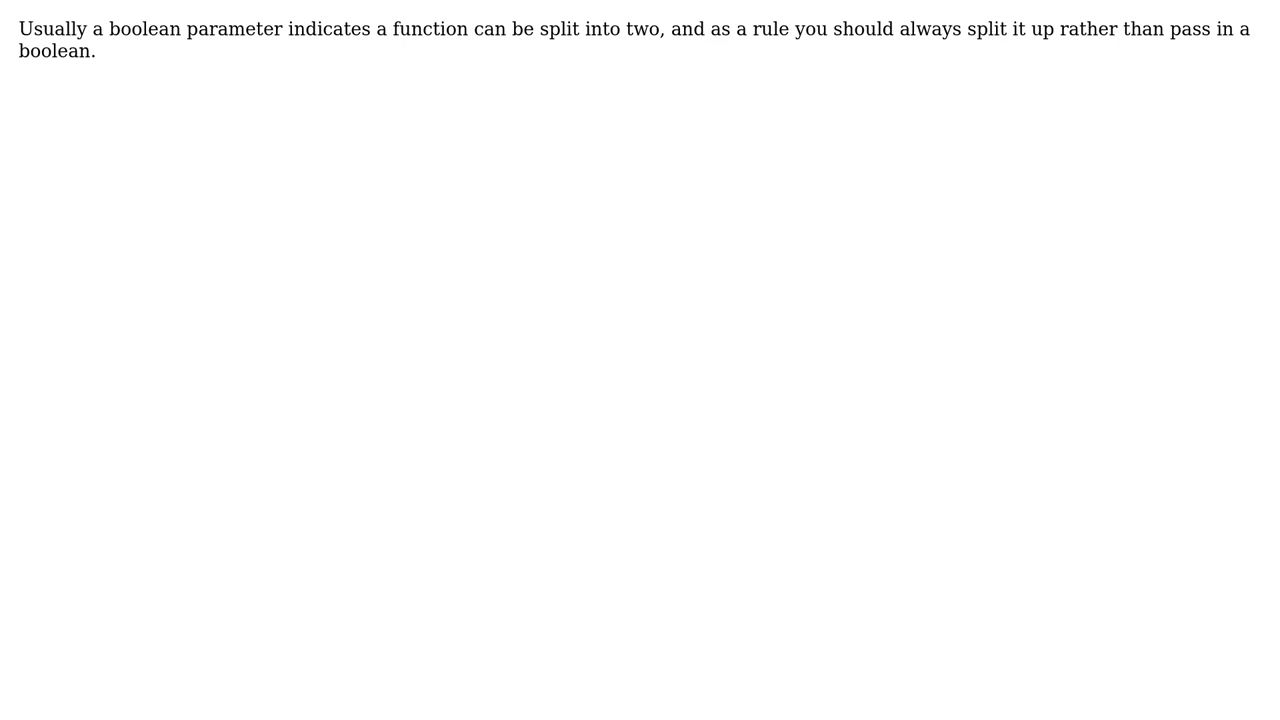 Usually a boolean parameter indicates a function can be split into two, and as a rule you should always split it up rather than pass in a
boolean.